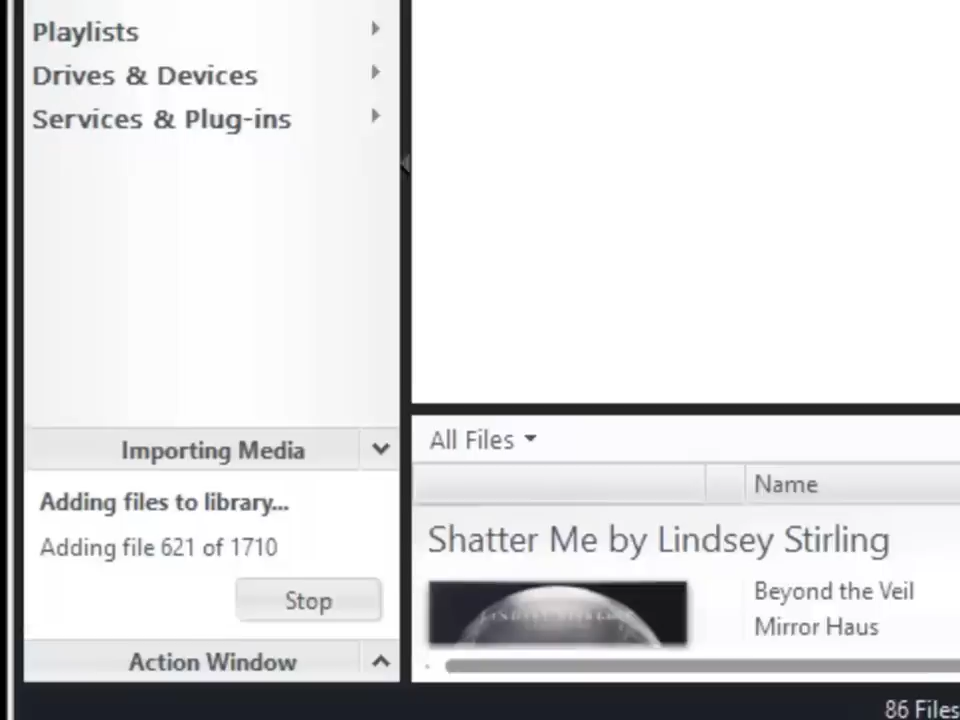 Playlists
Drives & Devices
Services & Plug-ins
Importing Media
Adding files to library...
Adding file 621 of 1710
Stop
Action Window
All Files
Name
Shatter Me by Lindsey Stirling
Beyond the Veil
Mirror Haus
86 Files